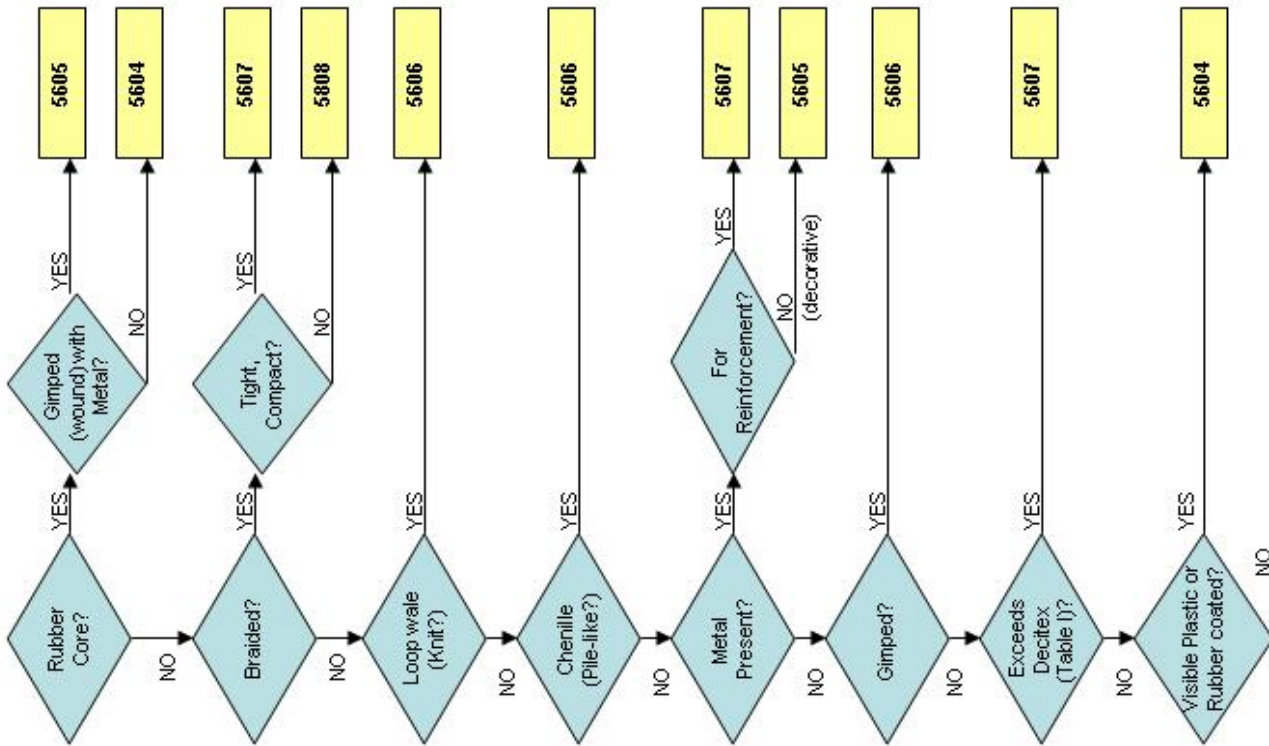 Rubber
Core?
YES
Gimped
(wound) with
Metal?
YES
5605
NO
5604
NO
Braided?
YES
Tight,
Compact?
YES
5607
NO
5808
NO
Loop wale
(Knit?)
YES
5606
NO
Chenille
(Pile-like?)
YES
5606
NO
Metal
Present?
YES
For
Reinforcement?
YES
5607
NO
(decorative)
5605
NO
Gimped?
YES
5606
NO
Exceeds
Decitex
(Table I)?
YES
5607
NO
Visible Plastic or
Rubber coated?
YES
5604
NO